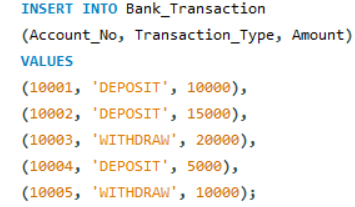 INSERT INTO Bank_Transaction
(Account_No, Transaction_Type, Amount)
VALUES
(10001, 'DEPOSIT', 10000),
(10002, 'DEPOSIT', 15000),
(10003, 'WITHDRAW', 20000),
(10004, 'DEPOSIT', 5000),
(10005, 'WITHDRAW', 10000);